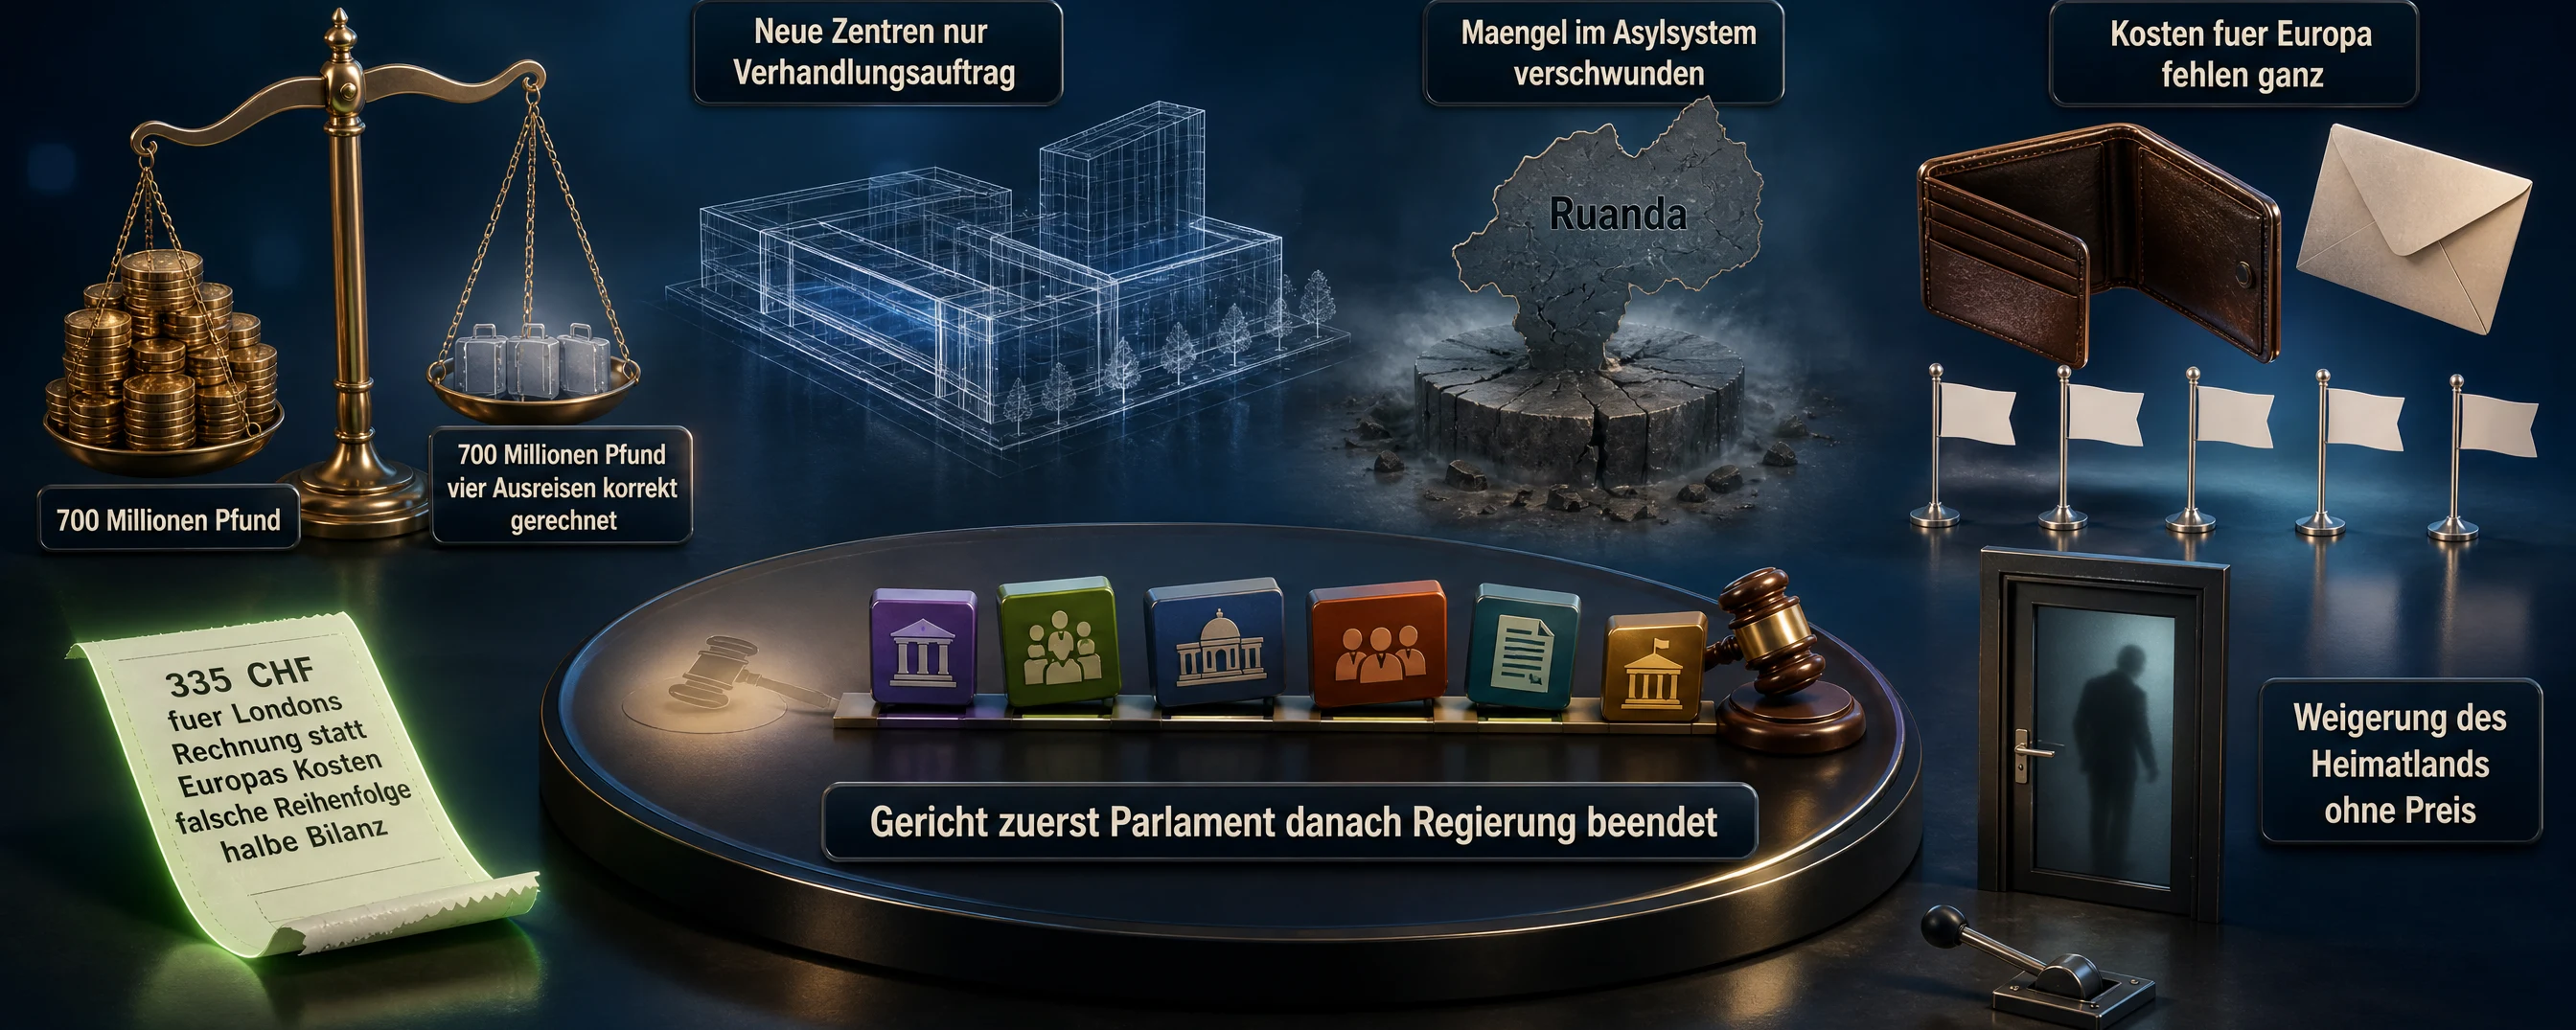 Neue Zentren nur
Verhandlungsauftrag
Maengel im Asylsystem
verschwunden
Kosten fuer Europa
fehlen ganz
Ruanda
700 Millionen Pfund
700 Millionen Pfund
vier Ausreisen korrekt
gerechnet
335 CHF
fuer Londons
Rechnung statt
Europas Kosten
falsche Reihenfolge
halbe Bilanz
Gericht zuerst Parlament danach Regierung beendet
Weigerung des
Heimatlands
ohne Preis